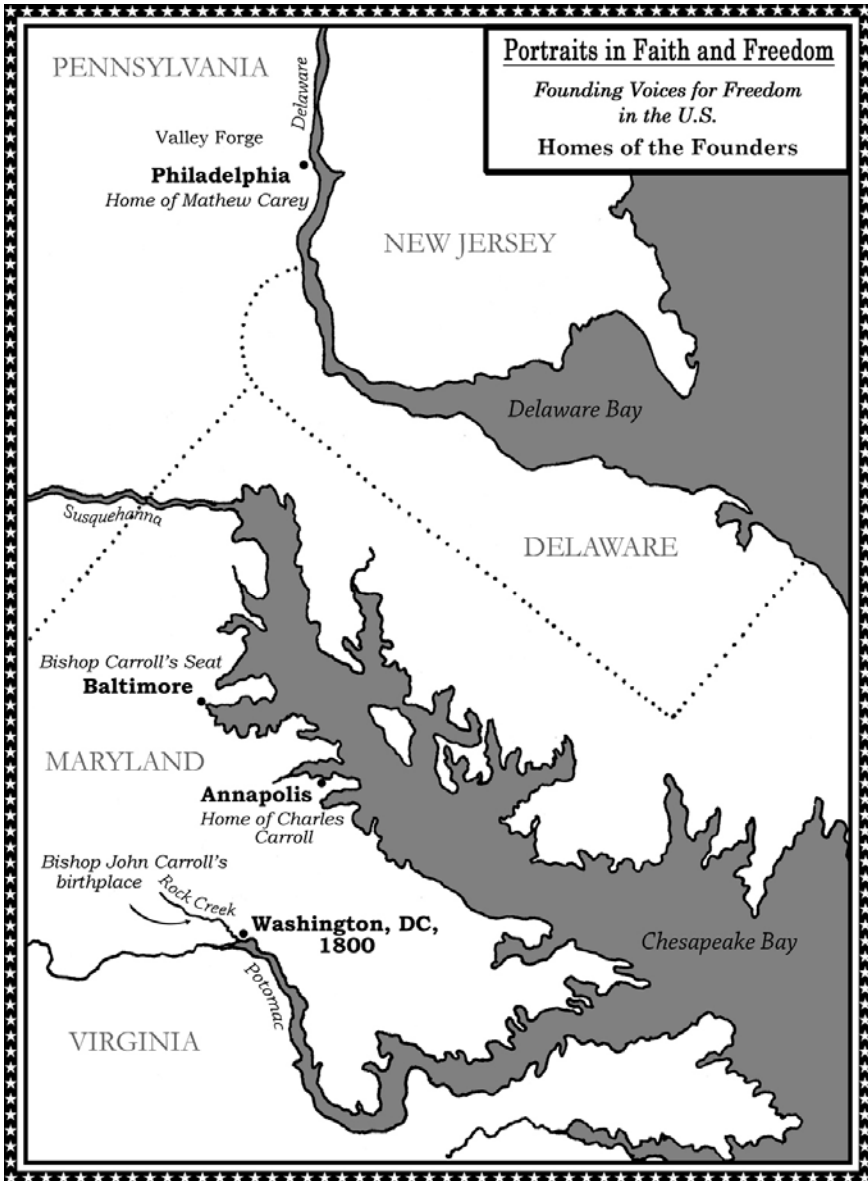 Portraits in Faith and Freedom
Founding Voices for Freedom
in the U.S.
Homes of the Founders
PENNSYLVANIA
Delaware
Valley Forge
Philadelphia
Home of Mathew Carey
NEW JERSEY
Delaware Bay
Susquehanna
DELAWARE
Bishop Carroll's Seat
Baltimore
MARYLAND
Annapolis
Home of Charles
Carroll
Bishop John Carroll's
birthplace
Rock Creek
Washington, DC,
1800
Chesapeake Bay
Potomac
VIRGINIA